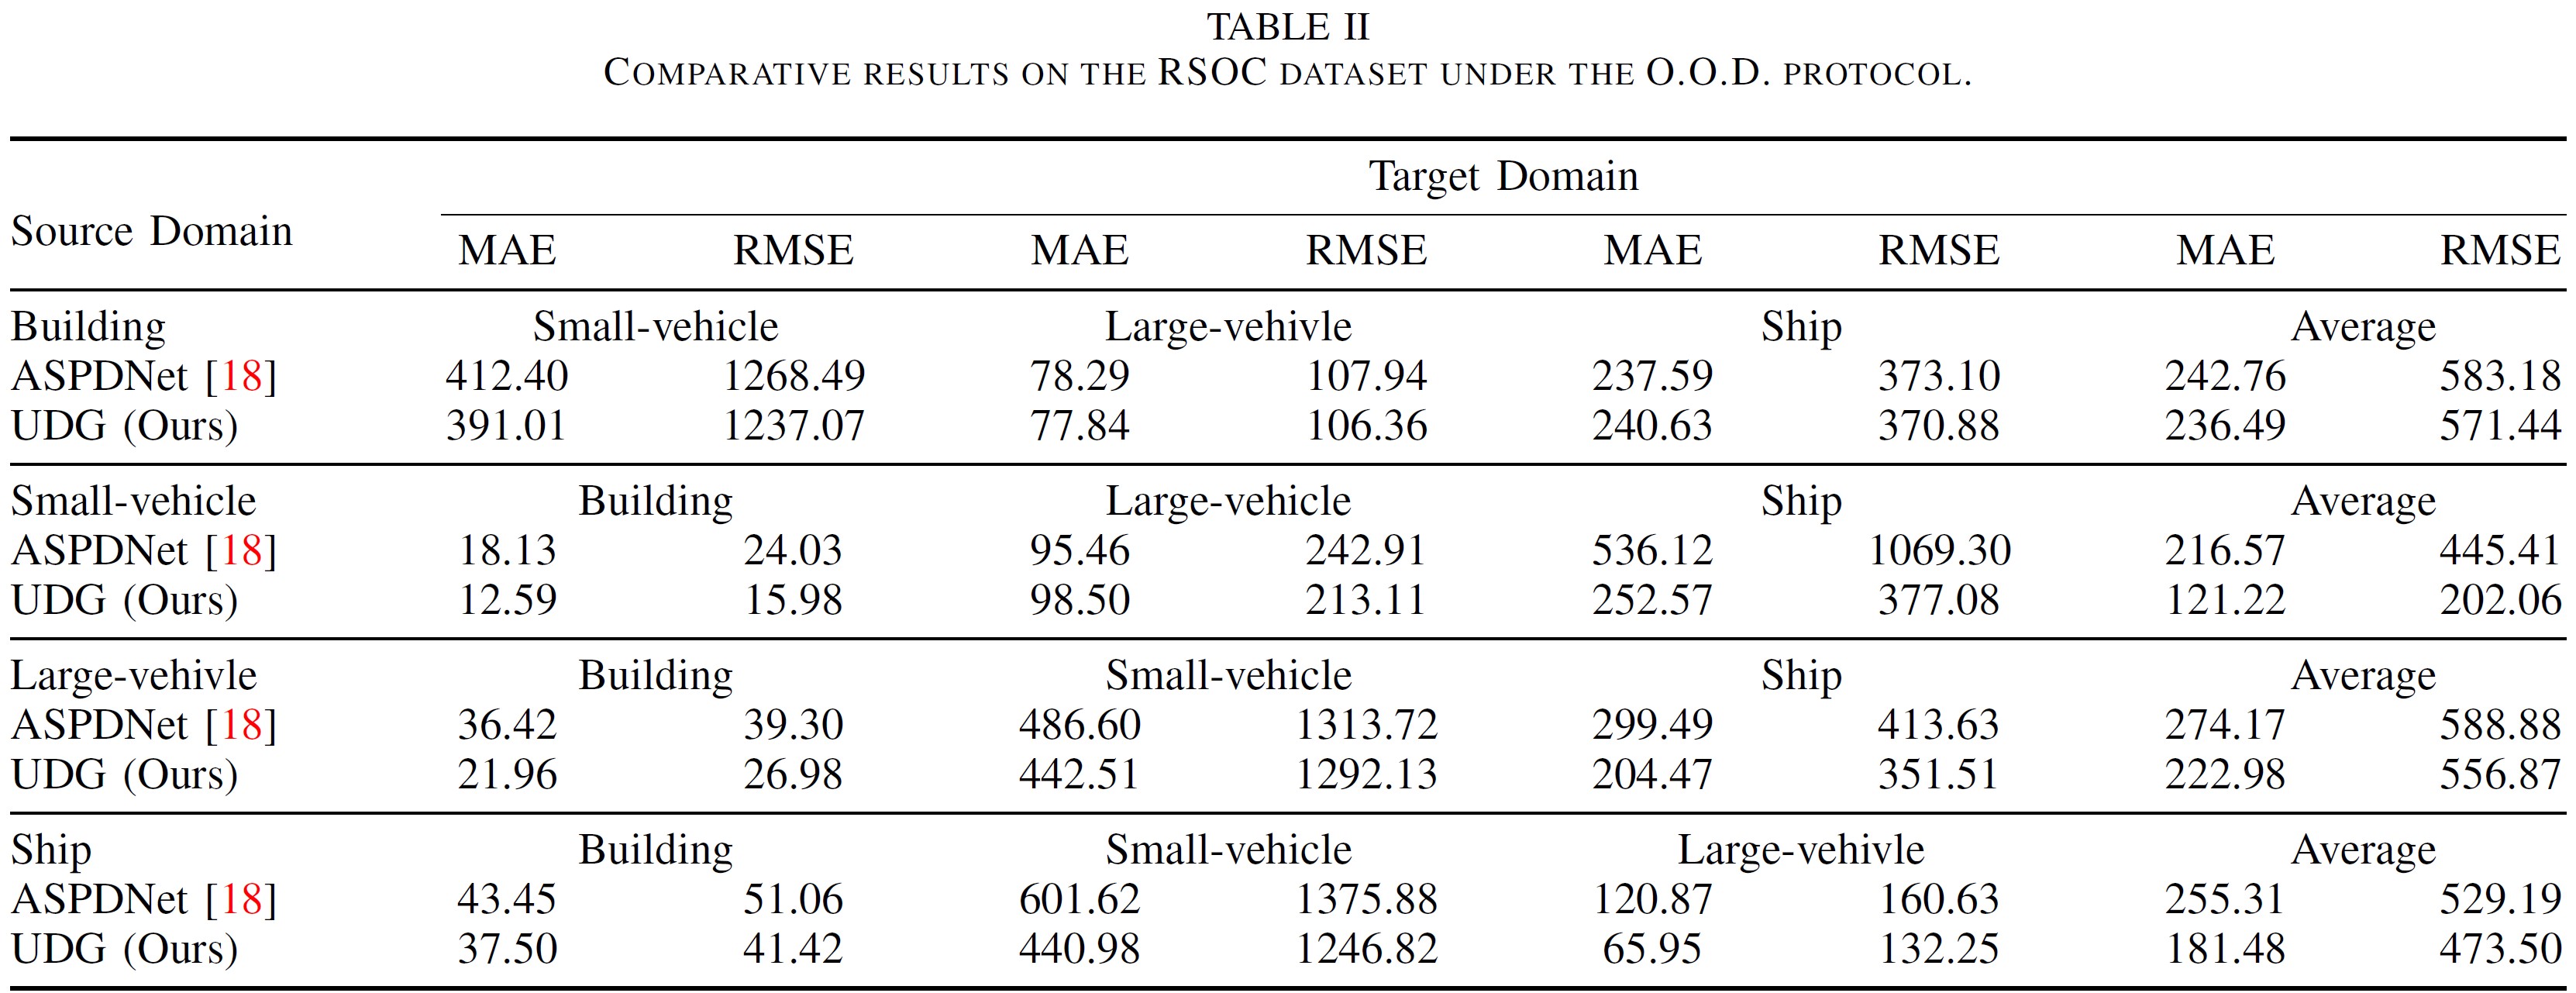 TABLE II
COMPARATIVE RESULTS ON THE RSOC DATASET UNDER THE O.O.D. PROTOCOL.
Target Domain
Source Domain
MAE RMSE MAE RMSE MAE RMSE MAE RMSE
Building Small-vehicle Large-vehivle Ship Average
ASPDNet [18] 412.40 1268.49 78.29 107.94 237.59 373.10 242.76 583.18
UDG (Ours) 391.01 1237.07 77.84 106.36 240.63 370.88 236.49 571.44
Small-vehicle Building Large-vehicle Ship Average
ASPDNet [18] 18.13 24.03 95.46 242.91 536.12 1069.30 216.57 445.41
UDG (Ours) 12.59 15.98 98.50 213.11 252.57 377.08 121.22 202.06
Large-vehivle Building Small-vehicle Ship Average
ASPDNet [18] 36.42 39.30 486.60 1313.72 299.49 413.63 274.17 588.88
UDG (Ours) 21.96 26.98 442.51 1292.13 204.47 351.51 222.98 556.87
Ship Building Small-vehicle Large-vehivle Average
ASPDNet [18] 43.45 51.06 601.62 1375.88 120.87 160.63 255.31 529.19
UDG (Ours) 37.50 41.42 440.98 1246.82 65.95 132.25 181.48 473.50